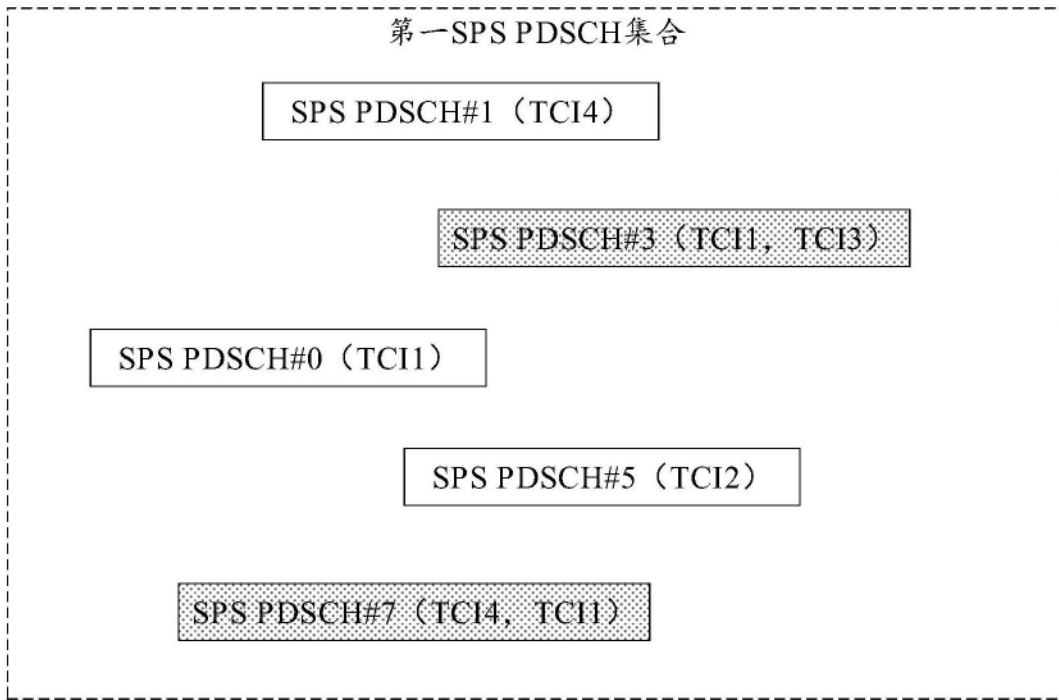 第一SPS PDSCH集合
SPS PDSCH#1（TCI4）
SPS PDSCH#3（TCI1，TCI3）
SPS PDSCH#0（TCI1）
SPS PDSCH#5（TCI2）
SPS PDSCH#7（TCI4，TCI1）